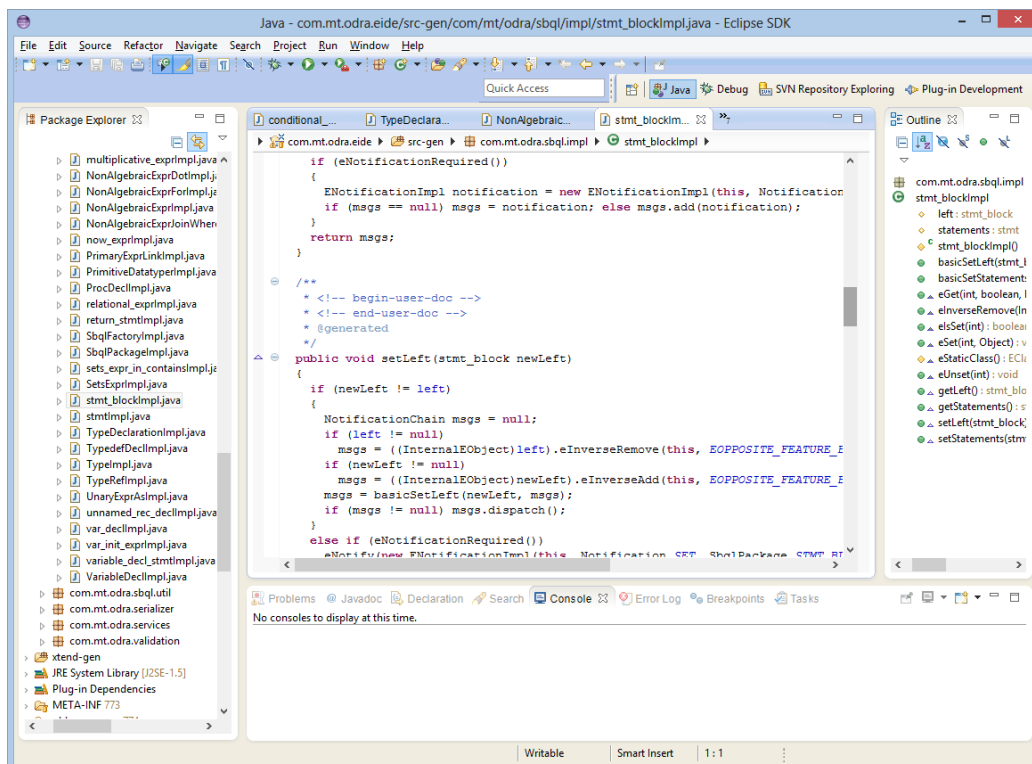 Java - com.mt.odra.eide/src-gen/com/mt/odra/sbql/impl/stmt_blockImpl.java - Eclipse SDK
File Edit Source Refactor Navigate Search Project Run Window Help
Quick Access
Java Debug SVN Repository Exploring Plug-in Development
Package Explorer
multiplicative_exprImpl.java
NonAlgebraicExprDotImpl.ja
NonAlgebraicExprForImpl.ja
NonAlgebraicExprImpl.java
NonAlgebraicExprJoinWher
now_exprImpl.java
PrimaryExprLinkImpl.java
PrimitiveDatatyperImpl.java
ProcDeclImpl.java
relational_exprImpl.java
return_stmtImpl.java
SbqlFactoryImpl.java
SbqlPackageImpl.java
sets_expr_in_containsImpl.ja
SetsExprImpl.java
stmt_blockImpl.java
stmtImpl.java
TypeDeclarationImpl.java
TypedefDeclImpl.java
TypeImpl.java
TypeRefImpl.java
UnaryExprAsImpl.java
unnamed_rec_declImpl.java
var_declImpl.java
var_init_exprImpl.java
variable_decl_stmtImpl.java
VariableDeclImpl.java
com.mt.odra.sbql.util
com.mt.odra.serializer
com.mt.odra.services
com.mt.odra.validation
xtend-gen
JRE System Library [J2SE-1.5]
Plug-in Dependencies
META-INF 773
conditional_... TypeDeclara... NonAlgebraic... stmt_blockIm... »7
com.mt.odra.eide src-gen com.mt.odra.sbql.impl stmt_blockImpl
if (eNotificationRequired())
{
ENotificationImpl notification = new ENotificationImpl(this, Notification
if (msgs == null) msgs = notification; else msgs.add(notification);
}
return msgs;
}
/**
* <!-- begin-user-doc -->
* <!-- end-user-doc -->
* @generated
*/
public void setLeft(stmt_block newLeft)
{
if (newLeft != left)
{
NotificationChain msgs = null;
if (left != null)
msgs = ((InternalEObject)left).eInverseRemove(this, EOPPOSITE_FEATURE_B
if (newLeft != null)
msgs = ((InternalEObject)newLeft).eInverseAdd(this, EOPPOSITE_FEATURE_B
msgs = basicSetLeft(newLeft, msgs);
if (msgs != null) msgs.dispatch();
}
else if (eNotificationRequired())
eNotify(new ENotificationImpl(this, Notification.SET, SbqlPackage.STMT_BL
Outline
com.mt.odra.sbql.impl
stmt_blockImpl
left : stmt_block
statements : stmt
stmt_blockImpl()
basicSetLeft(stmt_b
basicSetStatements
eGet(int, boolean, l
eInverseRemove(In
eIsSet(int) : boolea
eSet(int, Object) : v
eStaticClass() : ECla
eUnset(int) : void
getLeft() : stmt_blo
getStatements() : s
setLeft(stmt_block)
setStatements(stm
Problems @ Javadoc Declaration Search Console Error Log Breakpoints Tasks
No consoles to display at this time.
Writable Smart Insert 1 : 1